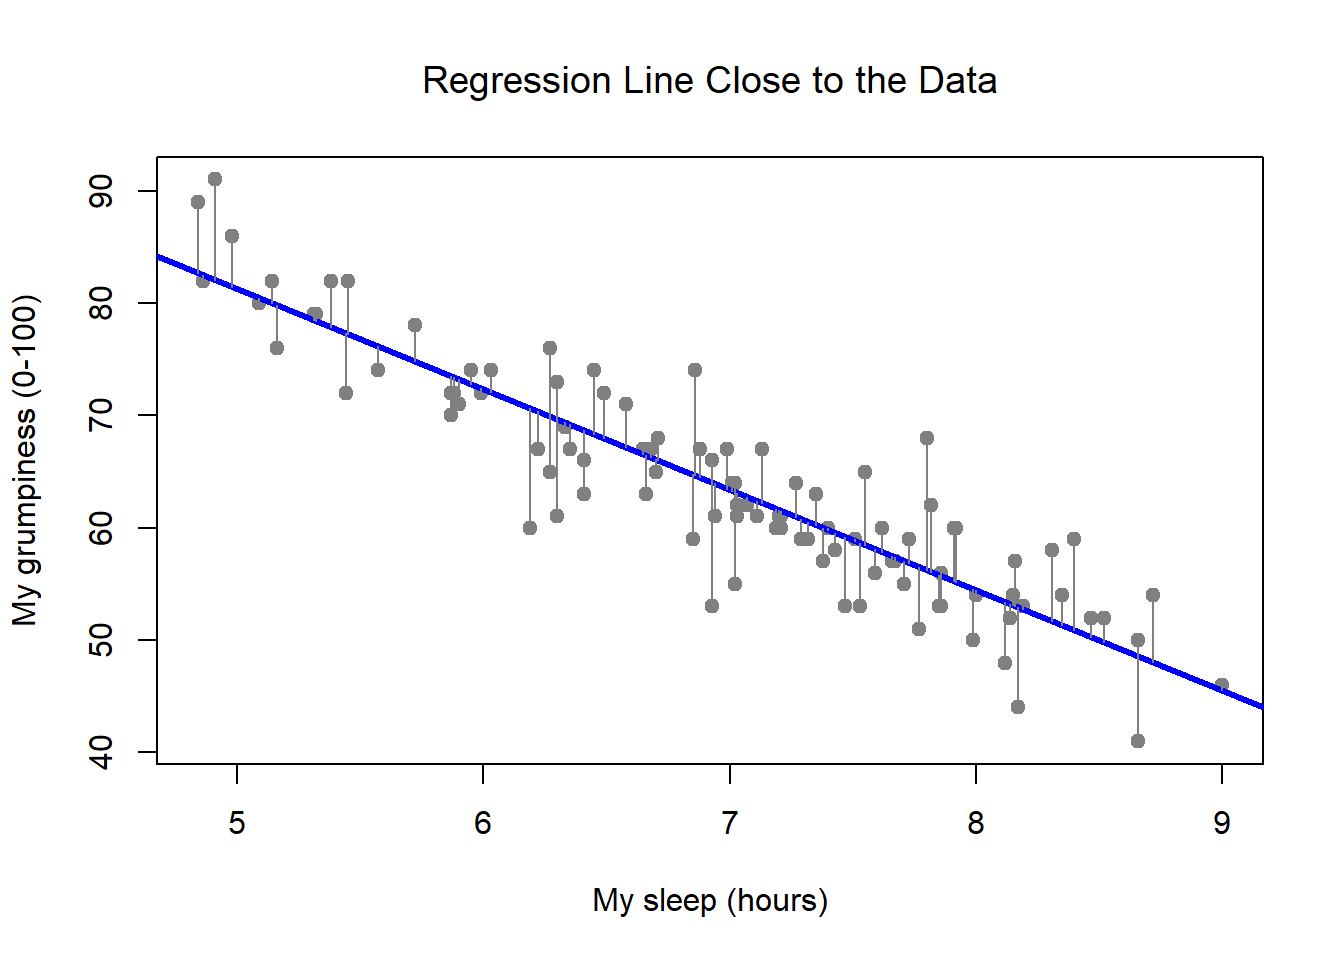 Regression Line Close to the Data
My grumpiness (0-100)
90
80
70
60
50
40
5 6 7 8 9
My sleep (hours)